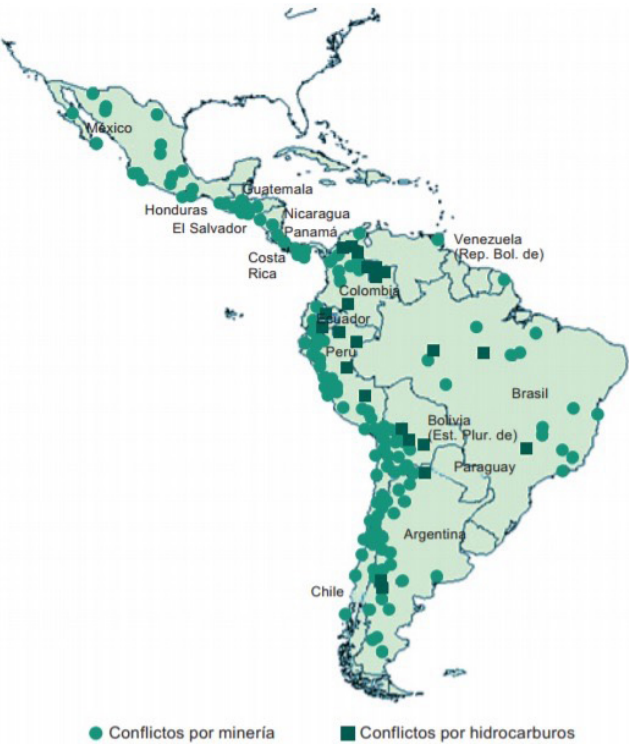 México
Guatemala
Honduras
Nicaragua
El Salvador
Panamá
Costa
Rica
Venezuela
(Rep. Bol. de)
Colombia
Ecuador
Perú
Brasil
Bolivia
(Est. Plur. de)
Paraguay
Argentina
Chile
Conflictos por minería
Conflictos por hidrocarburos